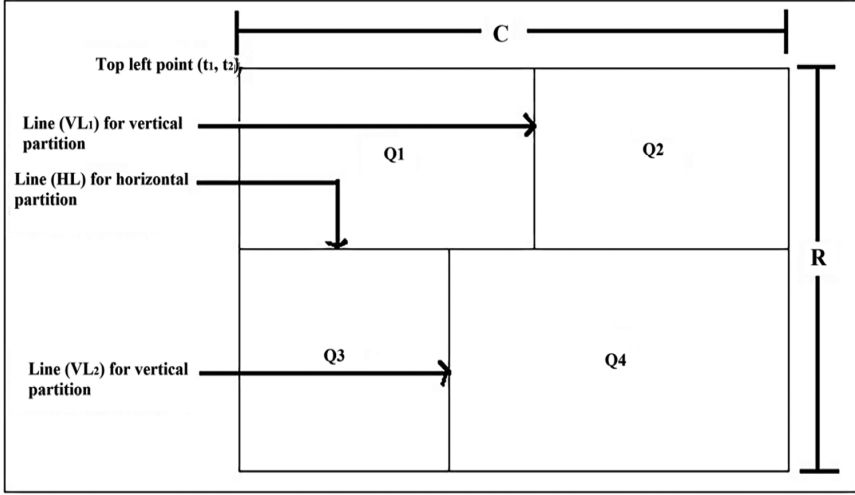 C
Top left point (t₁, t₂)
Line (VL₁) for vertical
partition
Q1
Q2
Line (HL) for horizontal
partition
R
Q3
Q4
Line (VL₂) for vertical
partition